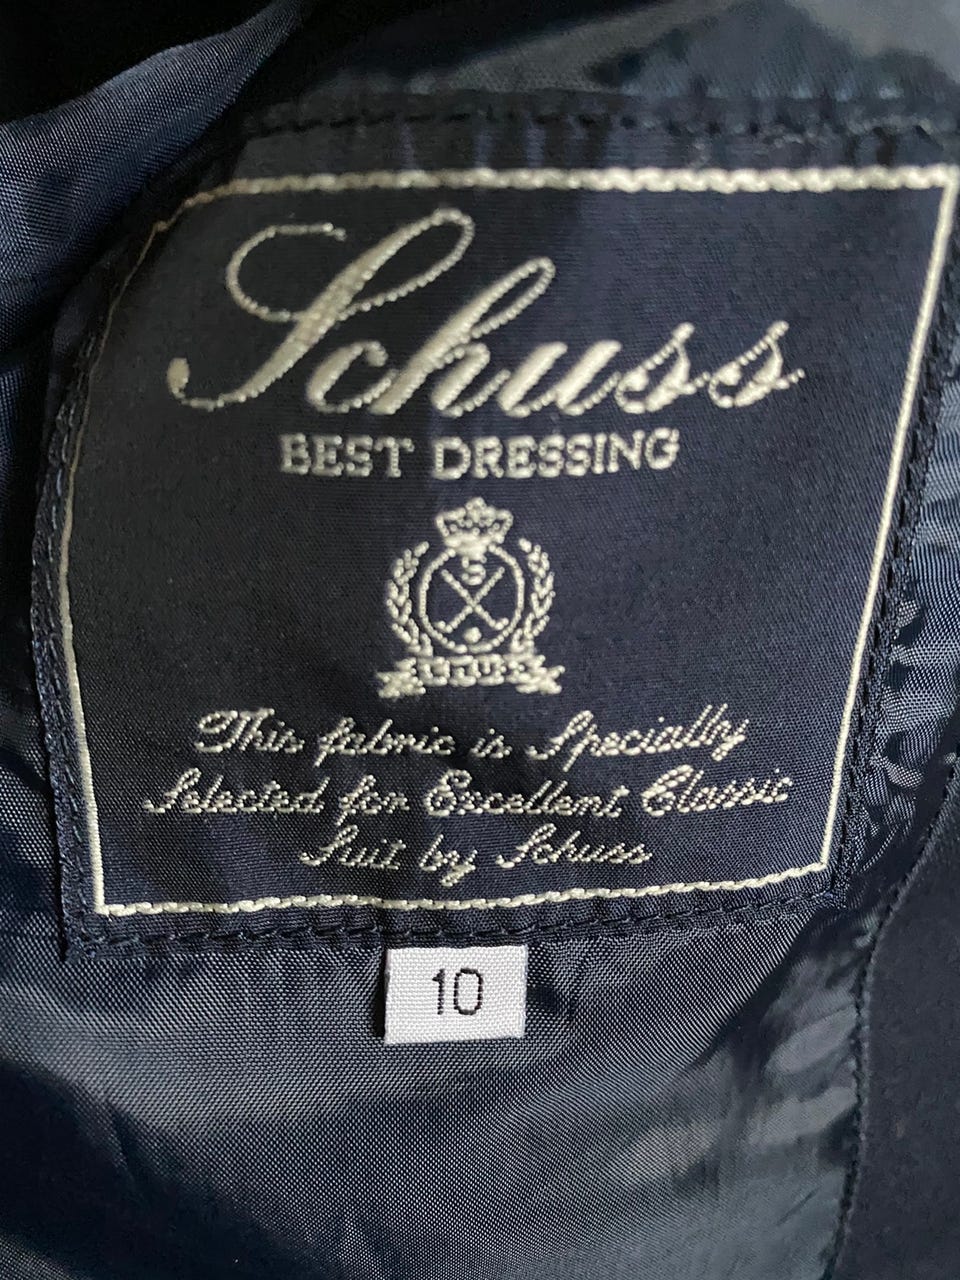 Schuss
BEST DRESSING
S
This fabric is Specially
Selected for Excellent Classic
Suit by Schuss
10